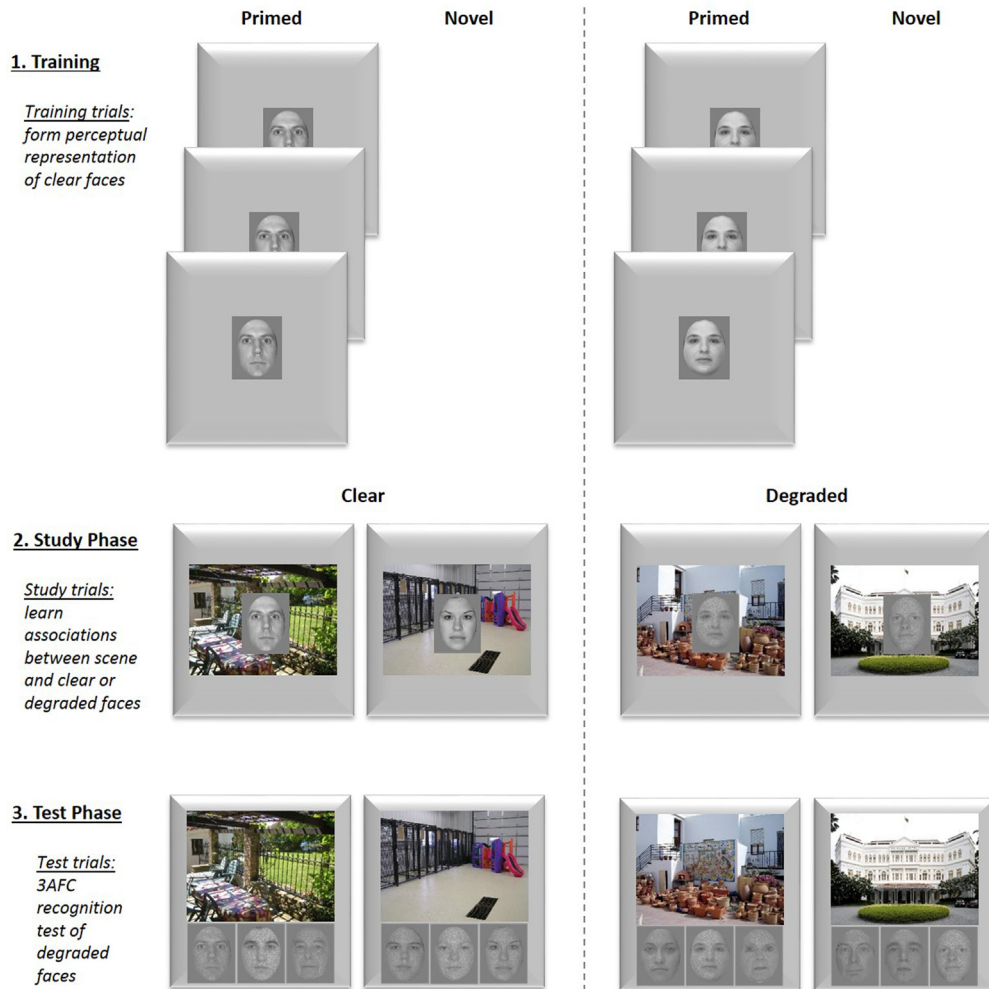 Primed
Novel
Primed
Novel
1. Training
Training trials:
form perceptual
representation
of clear faces
Clear
Degraded
2. Study Phase
Study trials:
learn
associations
between scene
and clear or
degraded faces
3. Test Phase
Test trials:
3AFC
recognition
test of
degraded
faces